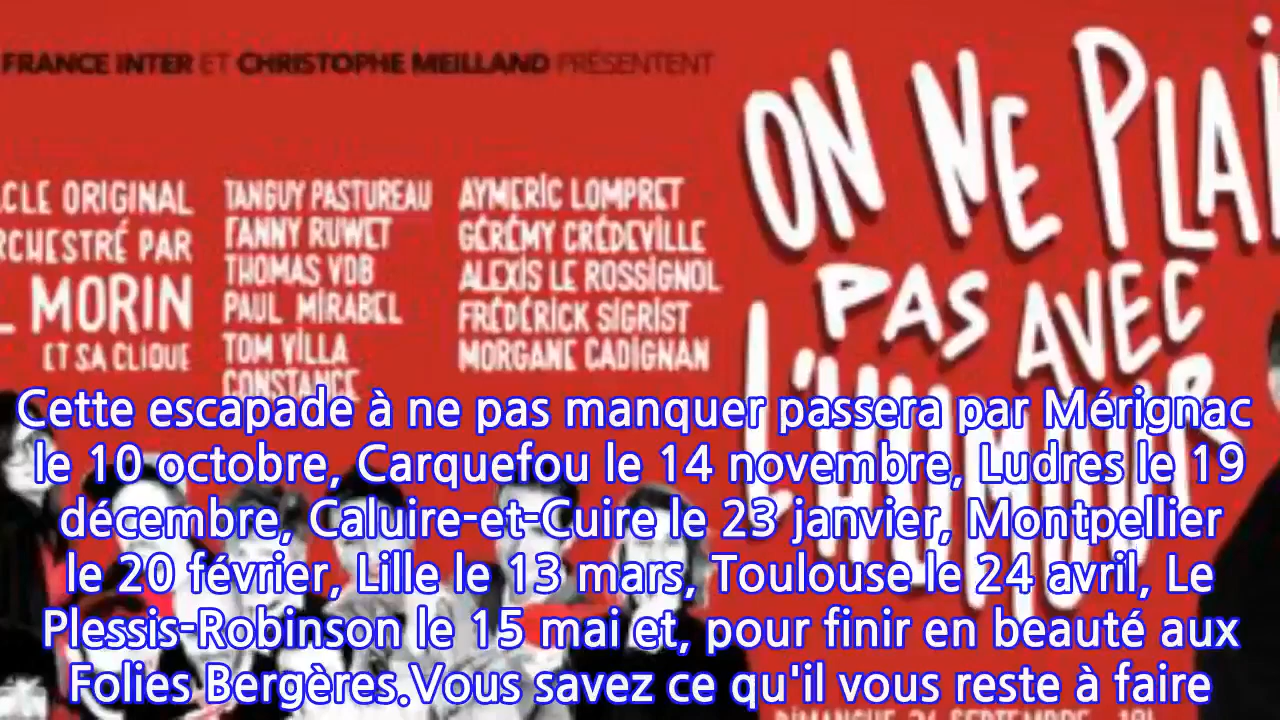 FRANCE INTER ET CHRISTOPHE MEILLAND PRÉSENTENT
ORIGINAL
PAR
MORIN
ET SA CLIQUE
TANGUY PASTUREAU
FANNY RUWET
THOMAS VDB
PAUL MIRABEL
TOM VILLA
CONSTANCE
AYMERIC LOMPRET
GÉRÉMY CRÉDEVILLE
ALEXIS LE ROSSIGNOL
FRÉDÉRICK SIGRIST
MORGANE CADIGNAN
ON NE PLAI
PAS AVEC
L'HUMOUR
Cette escapade à ne pas manquer passera par Mérignac
le 10 octobre, Carquefou le 14 novembre, Ludres le 19
décembre, Caluire-et-Cuire le 23 janvier, Montpellier
le 20 février, Lille le 13 mars, Toulouse le 24 avril, Le
Plessis-Robinson le 15 mai et, pour finir en beauté aux
Folies Bergères.Vous savez ce qu'il vous reste à faire